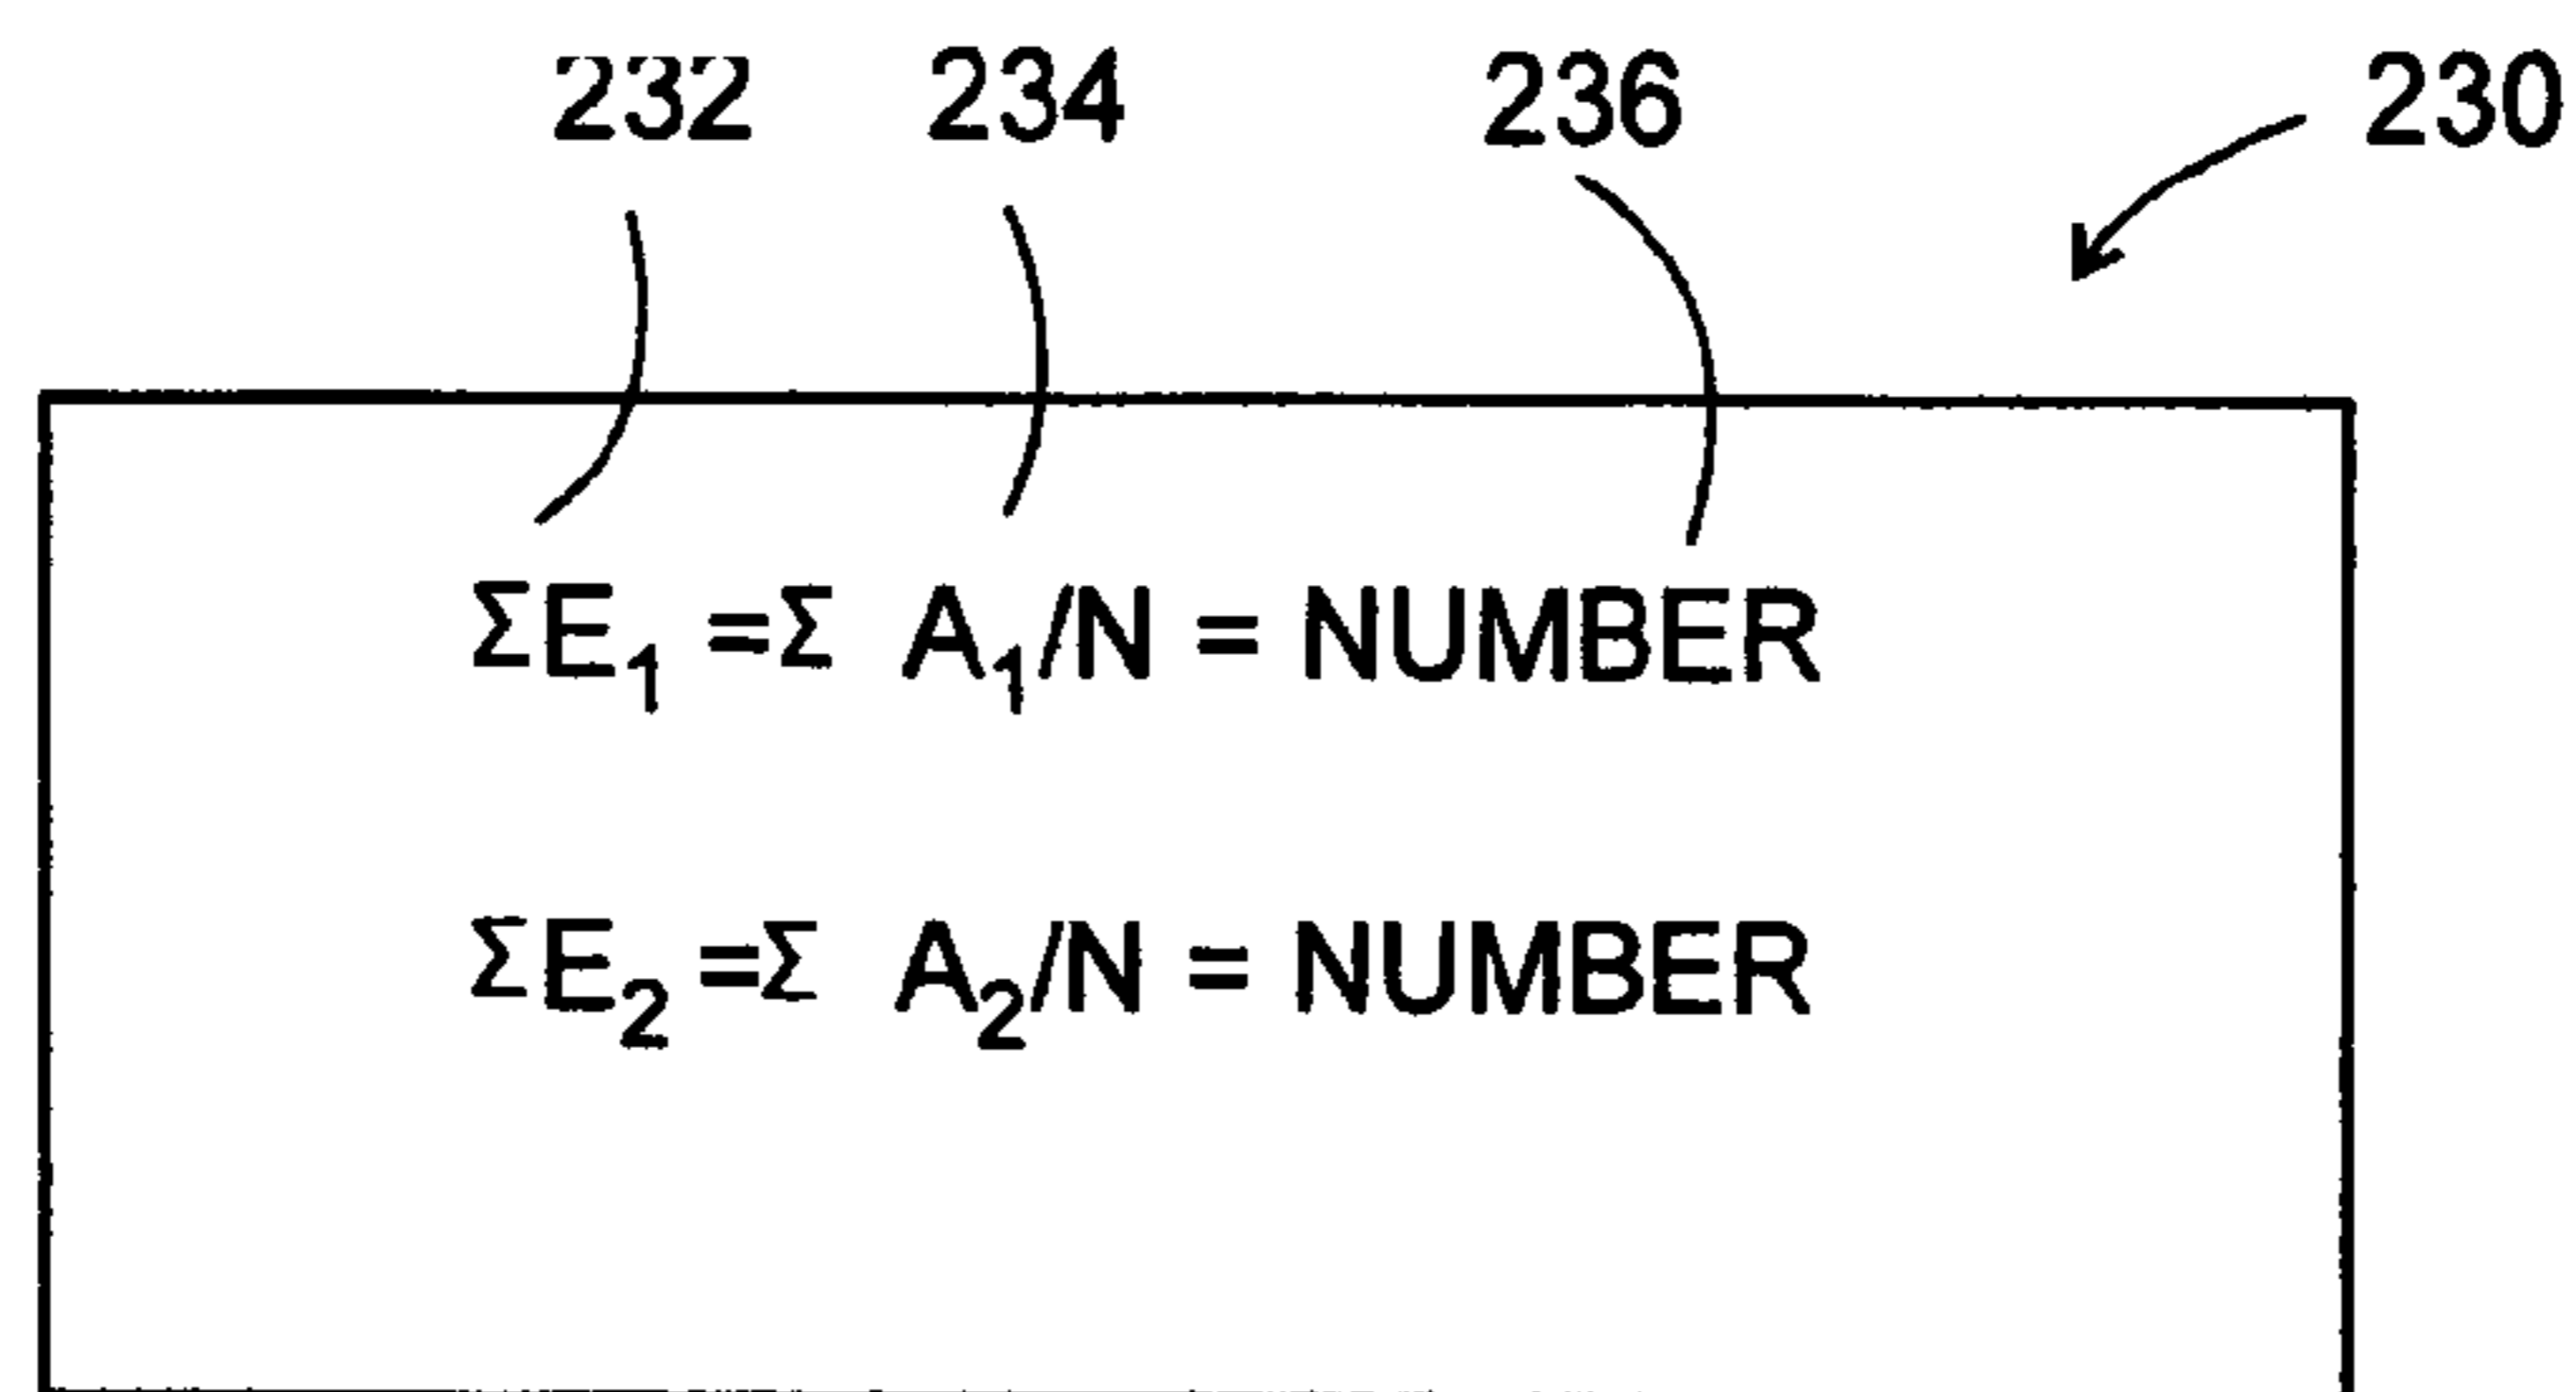 232 234 236 230
ΣE₁ =Σ A₁/N = NUMBER
ΣE₂ =Σ A₂/N = NUMBER